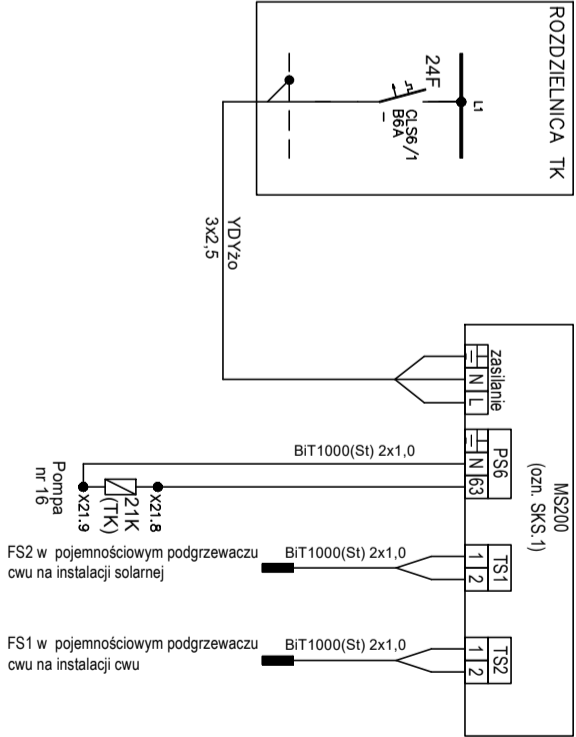 ROZDZIELNICA TK
L1
24F
CLS6 /1
B6A
–
YDYżo
3x2,5
MS200
(ozn. SKS.1)
zasilanie
N
L
PS6
N
63
BiT1000(St) 2x1,0
X21.9
X21.8
21K
(TK)
Pompa
nr 16
TS1
1
2
BiT1000(St) 2x1,0
FS2 w pojemnościowym podgrzewaczu
cwu na instalacji solarnej
TS2
1
2
BiT1000(St) 2x1,0
FS1 w pojemnościowym podgrzewaczu
cwu na instalacji cwu